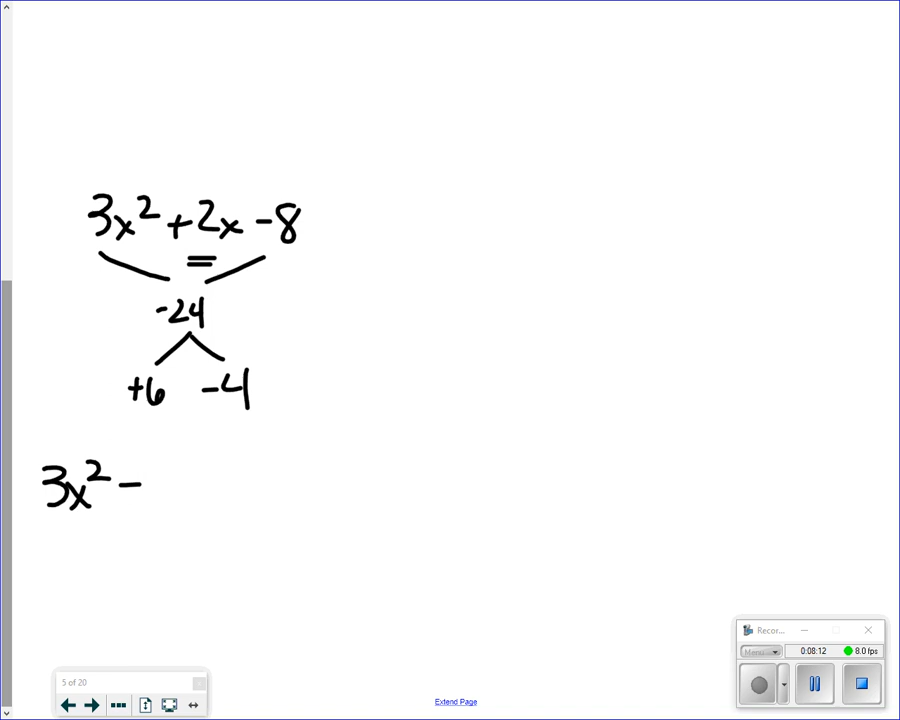 3x² + 2x - 8
-24
+6 -4
3x² -
Recor...
Menu
0:08:12
8.0 fps
5 of 20
Extend Page